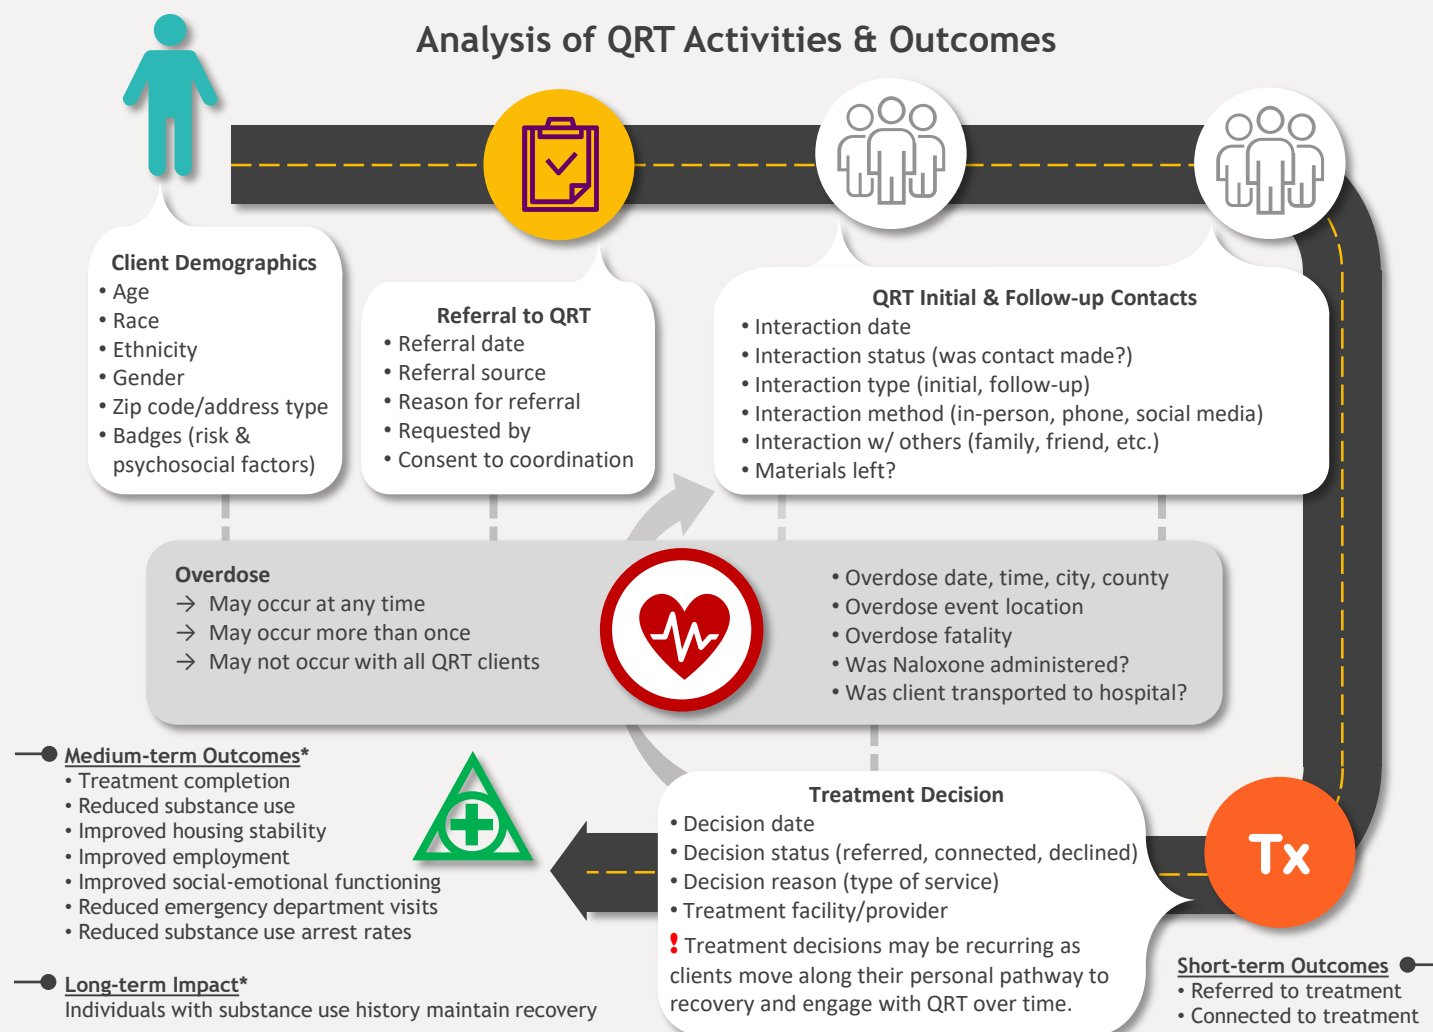 Analysis of QRT Activities & Outcomes
Client Demographics
• Age
• Race
• Ethnicity
• Gender
• Zip code/address type
• Badges (risk &
psychosocial factors)
Referral to QRT
• Referral date
• Referral source
• Reason for referral
• Requested by
• Consent to coordination
QRT Initial & Follow-up Contacts
• Interaction date
• Interaction status (was contact made?)
• Interaction type (initial, follow-up)
• Interaction method (in-person, phone, social media)
• Interaction w/ others (family, friend, etc.)
• Materials left?
Overdose
→ May occur at any time
→ May occur more than once
→ May not occur with all QRT clients
• Overdose date, time, city, county
• Overdose event location
• Overdose fatality
• Was Naloxone administered?
• Was client transported to hospital?
Treatment Decision
• Decision date
• Decision status (referred, connected, declined)
• Decision reason (type of service)
• Treatment facility/provider
! Treatment decisions may be recurring as
clients move along their personal pathway to
recovery and engage with QRT over time.
Tx
Short-term Outcomes
• Referred to treatment
• Connected to treatment
Medium-term Outcomes*
• Treatment completion
• Reduced substance use
• Improved housing stability
• Improved employment
• Improved social-emotional functioning
• Reduced emergency department visits
• Reduced substance use arrest rates
Long-term Impact*
Individuals with substance use history maintain recovery